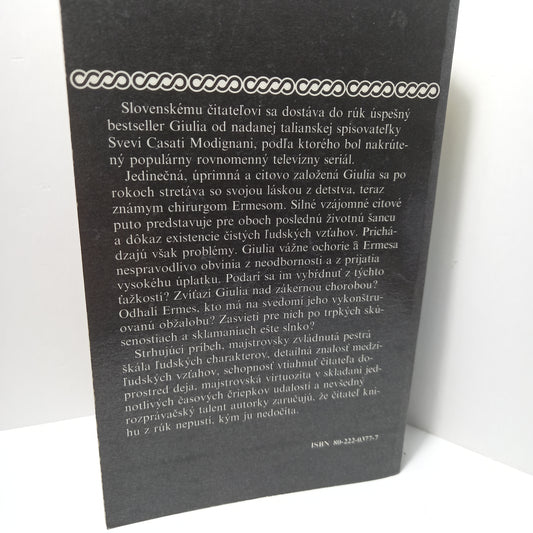 Slovenskému čitateľovi sa dostáva do rúk úspešný
bestseller Giulia od nadanej talianskej spisovateľky
Svevi Casati Modignani, podľa ktorého bol nakrúte-
ný populárny rovnomenný televízny seriál.
Jedinečná, úprimná a citovo založená Giulia sa po
rokoch stretáva so svojou láskou z detstva, teraz
známym chirurgom Ermesom. Silné vzájomné citové
puto predstavuje pre oboch poslednú životnú šancu
a dôkaz existencie čistých ľudských vzťahov. Prichá-
dzajú však problémy. Giulia vážne ochorie a Ermesa
nespravodlivo obvinia z neodbornosti a z prijatia
vysokého úplatku. Podarí sa im vybŕdnuť z týchto
ťažkostí? Zvíťazí Giulia nad zákernou chorobou?
Odhalí Ermes, kto má na svedomí jeho vykonštru-
ovanú obžalobu? Zasvieti pre nich po trpkých skú-
senostiach a sklamaniach ešte slnko?
Strhujúci príbeh, majstrovsky zvládnutá pestrá
škála ľudských charakterov, detailná znalosť medzi-
ľudských vzťahov, schopnosť vtiahnuť čitateľa do-
prostred deja, majstrovská virtuozita v skladaní jed-
notlivých časových čriepkov udalostí a nevšedný
rozprávačský talent autorky zaručujú, že čitateľ kni-
hu z rúk nepustí, kým ju nedočíta.
ISBN 80-222-0377-7